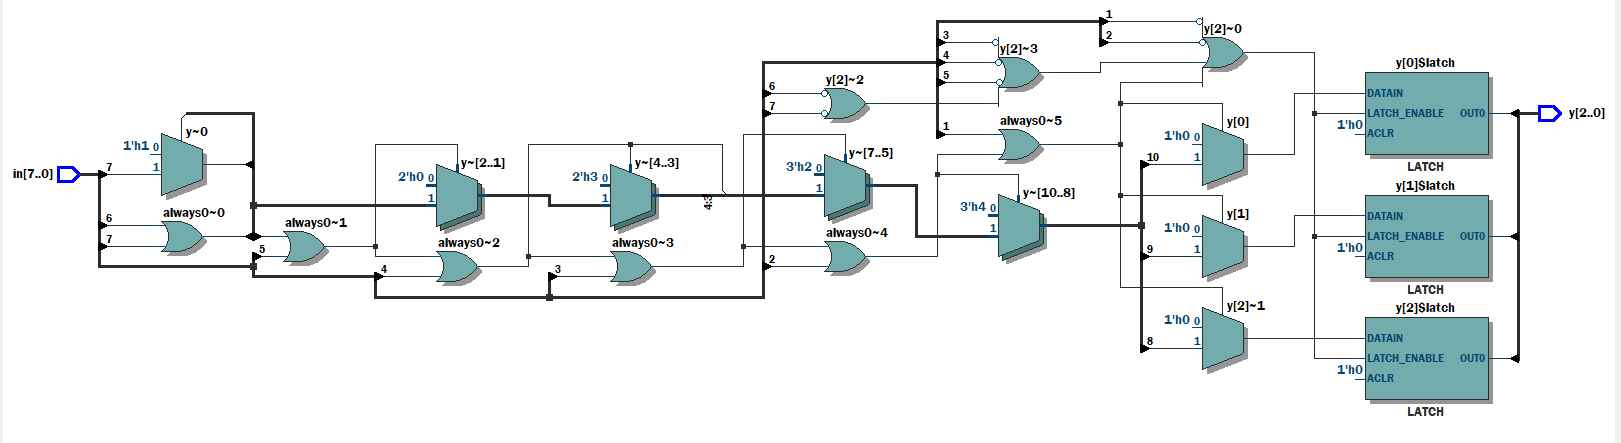 in[7..0]
7
6
7
1'h1 0
1
y~0
always0~0
5
always0~1
2'h0 0
1
y~[2..1]
4
always0~2
2'h3 0
1
y~[4..3]
3
always0~3
4:3
6
7
y[2]~2
3'h2 0
1
y~[7..5]
2
always0~4
3
4
5
y[2]~3
1
always0~5
3'h4 0
1
y~[10..8]
1
2
y[2]~0
1'h0 0
10 1
y[0]
1'h0 0
9 1
y[1]
1'h0 0
8 1
y[2]~1
y[0]$latch
DATAIN
LATCH_ENABLE OUT0
1'h0 ACLR
LATCH
y[1]$latch
DATAIN
LATCH_ENABLE OUT0
1'h0 ACLR
LATCH
y[2]$latch
DATAIN
LATCH_ENABLE OUT0
1'h0 ACLR
LATCH
y[2..0]